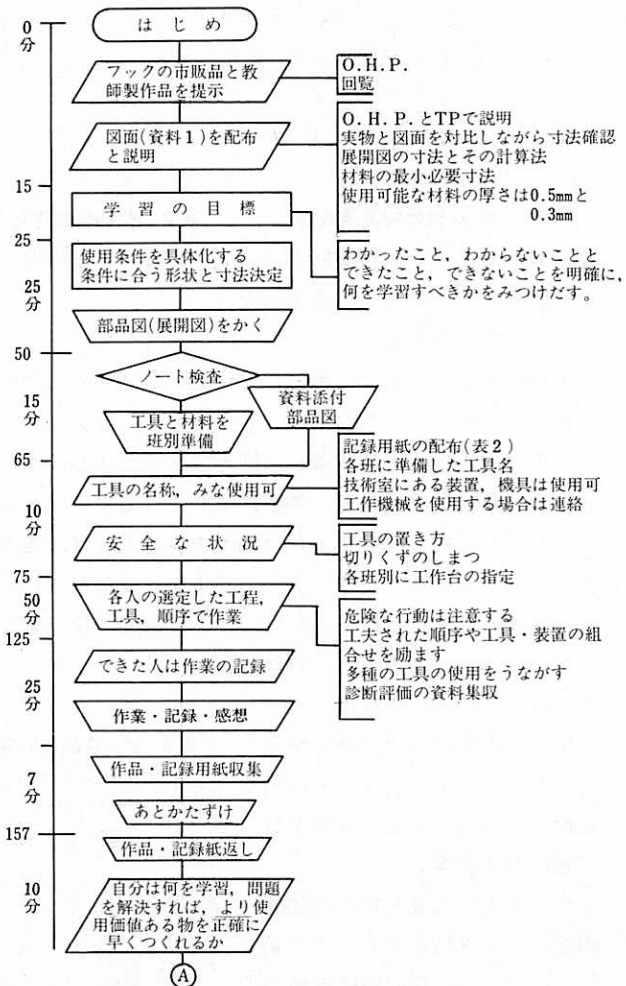 0
分
はじめ
フックの市販品と教
師製作品を提示
O.H.P.
回覧
図面(資料1)を配布
と説明
O.H.P.とTPで説明
実物と図面を対比しながら寸法確認
展開図の寸法とその計算法
材料の最小必要寸法
使用可能な材料の厚さは0.5mmと
0.3mm
15
学習の目標
わかったこと,わからないことと
できたこと,できないことを明確に,
何を学習すべきかをみつけだす。
25
使用条件を具体化する
条件に合う形状と寸法決定
25
分
部品図(展開図)をかく
50
ノート検査
資料添付
部品図
15
分
工具と材料を
班別準備
65
工具の名称,みな使用可
記録用紙の配布(表2)
各班に準備した工具名
技術室にある装置,機具は使用可
工作機械を使用する場合は連絡
10
分
安全な状況
工具の置き方
切りくずのしまつ
各班別に工作台の指定
75
50
分
各人の選定した工程,
工具,順序で作業
危険な行動は注意する
工夫された順序や工具・装置の組
合せを励ます
多種の工具の使用をうながす
診断評価の資料集収
125
できた人は作業の記録
25
分
作業・記録・感想
作品・記録用紙収集
7
分
あとかたずけ
157
作品・記録紙返し
10
分
自分は何を学習,問題
を解決すれば,より使
用価値ある物を正確に
早くつくれるか
A